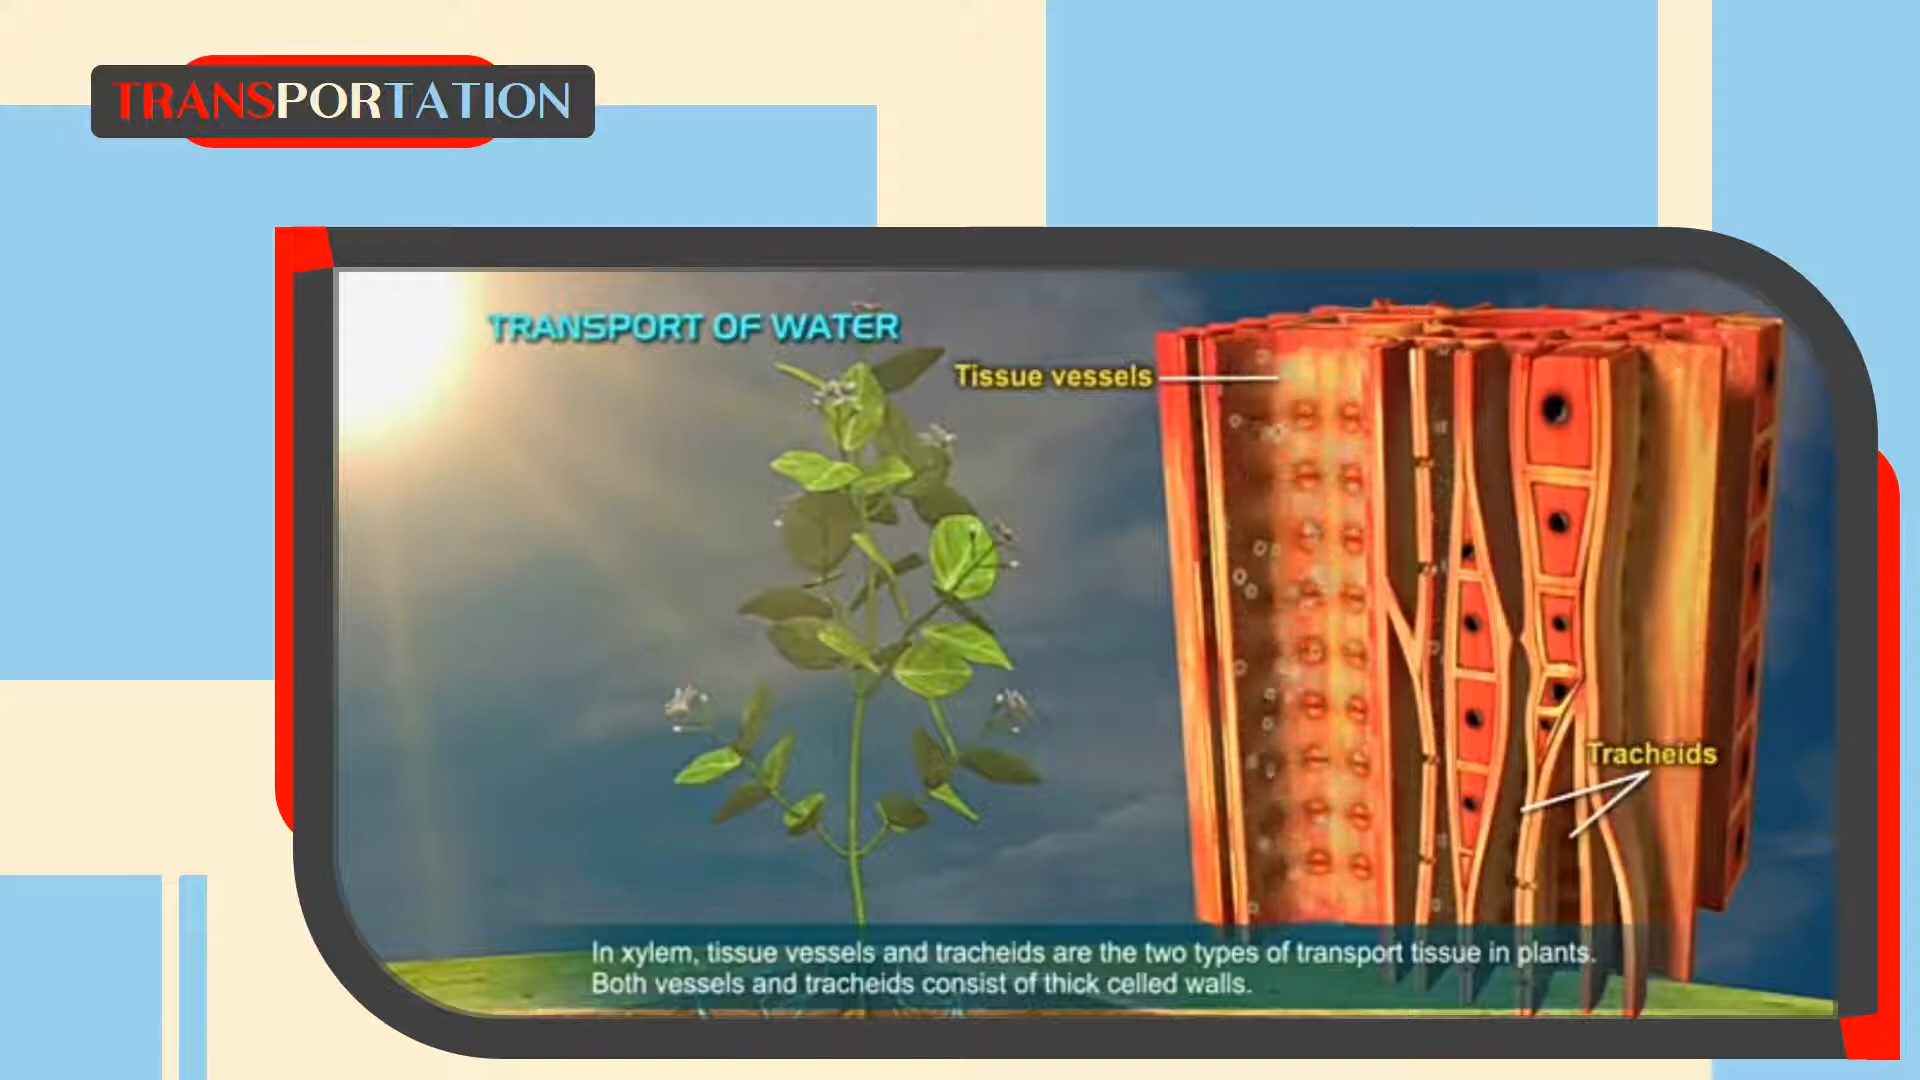 TRANSPORTATION
TRANSPORT OF WATER
Tissue vessels
Tracheids
In xylem, tissue vessels and tracheids are the two types of transport tissue in plants.
Both vessels and tracheids consist of thick celled walls.